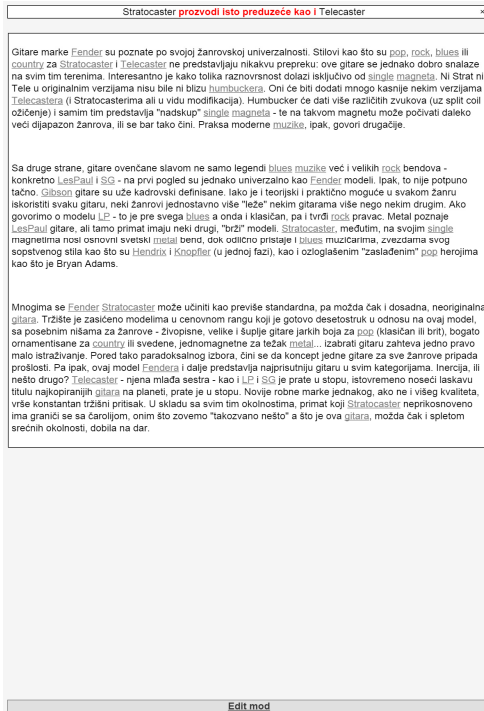 Stratocaster prozvodi isto preduzeće kao i Telecaster ×
Gitare marke Fender su poznate po svojoj žanrovskoj univerzalnosti. Stilovi kao što su pop, rock, blues ili
country za Stratocaster i Telecaster ne predstavljaju nikakvu prepreku: ove gitare se jednako dobro snalaze
na svim tim terenima. Interesantno je kako tolika raznovrsnost dolazi isključivo od single magneta. Ni Strat ni
Tele u originalnim verzijama nisu bile ni blizu humbuckera. Oni će biti dodati mnogo kasnije nekim verzijama
Telecastera (i Stratocasterima ali u vidu modifikacija). Humbucker će dati više različitih zvukova (uz split coil
ožičenje) i samim tim predstavlja "nadskup" single magneta - te na takvom magnetu može počivati daleko
veći dijapazon žanrova, ili se bar tako čini. Praksa moderne muzike, ipak, govori drugačije.
Sa druge strane, gitare ovenčane slavom ne samo legendi blues muzike već i velikih rock bendova -
konkretno LesPaul i SG - na prvi pogled su jednako univerzalno kao Fender modeli. Ipak, to nije potpuno
tačno. Gibson gitare su uže kadrovski definisane. Iako je i teorijski i praktično moguće u svakom žanru
iskoristiti svaku gitaru, neki žanrovi jednostavno više "leže" nekim gitarama više nego nekim drugim. Ako
govorimo o modelu LP - to je pre svega blues a onda i klasičan, pa i tvrđi rock pravac. Metal poznaje
LesPaul gitare, ali tamo primat imaju neki drugi, "brži" modeli. Stratocaster, međutim, na svojim single
magnetima nosi osnovni svetski metal bend, dok odlično pristaje i blues muzičarima, zvezdama svog
sopstvenog stila kao što su Hendrix i Knopfler (u jednoj fazi), kao i ozloglašenim "zaslađenim" pop herojima
kao što je Bryan Adams.
Mnogima se Fender Stratocaster može učiniti kao previše standardna, pa možda čak i dosadna, neoriginalna
gitara. Tržište je zasićeno modelima u cenovnom rangu koji je gotovo desetostruk u odnosu na ovaj model,
sa posebnim nišama za žanrove - živopisne, velike i šuplje gitare jarkih boja za pop (klasičan ili brit), bogato
ornamentisane za country ili svedene, jednomagnetne za težak metal... izabrati gitaru zahteva jedno pravo
malo istraživanje. Pored tako paradoksalnog izbora, čini se da koncept jedne gitare za sve žanrove pripada
prošlosti. Pa ipak, ovaj model Fendera i dalje predstavlja najprisutniju gitaru u svim kategorijama. Inercija, ili
nešto drugo? Telecaster - njena mlađa sestra - kao i LP i SG je prate u stopu, istovremeno noseći laskavu
titulu najkopiranijih gitara na planeti, prate je u stopu. Novije robne marke jednakog, ako ne i višeg kvaliteta,
vrše konstantan tržišni pritisak. U skladu sa svim tim okolnostima, primat koji Stratocaster neprikosnoveno
ima graniči se sa čarolijom, onim što zovemo "takozvano nešto" a što je ova gitara, možda čak i spletom
srećnih okolnosti, dobila na dar.
Edit mod